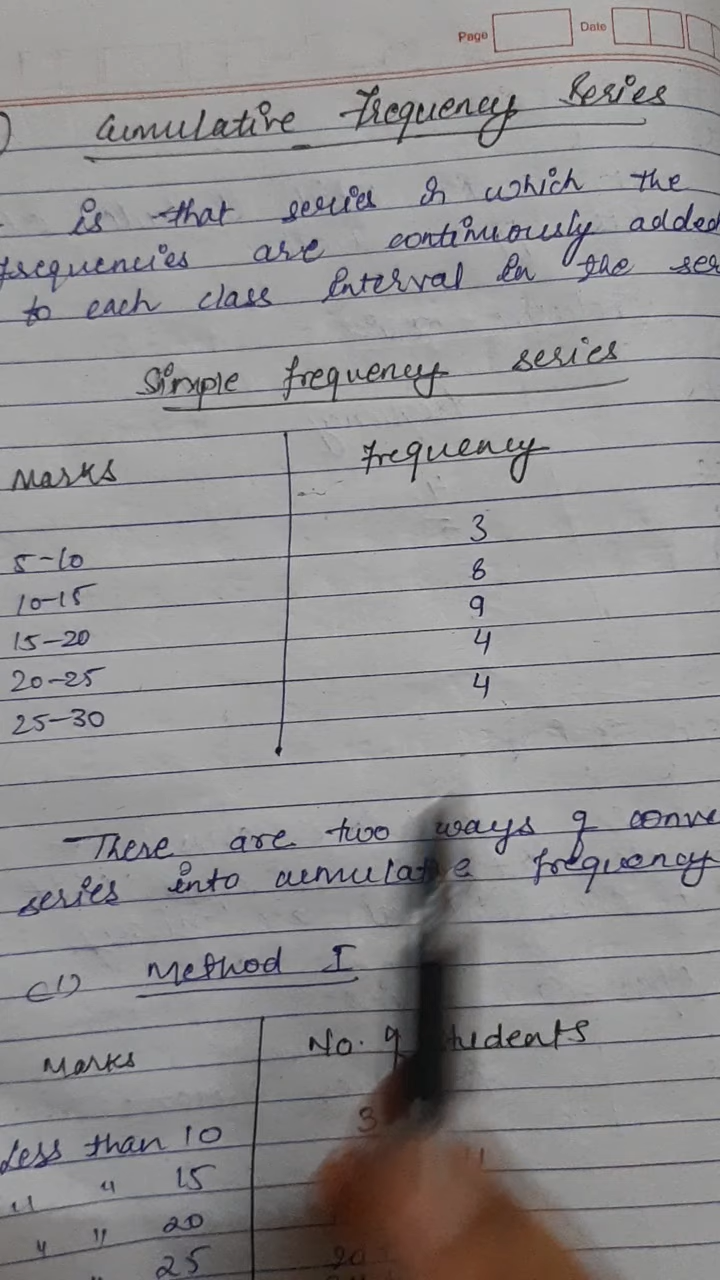 Page Date
Cumulative Frequency Series
is that series in which the
frequencies are continuously added
to each class interval in the
Simple frequency series
Marks Frequency
5-10 3
10-15 8
15-20 9
20-25 4
25-30 4
There are two ways of
series into cumulative frequency
(1) Method I
Marks No. of students
Less than 10 3
" " 15
" " 20
" 25